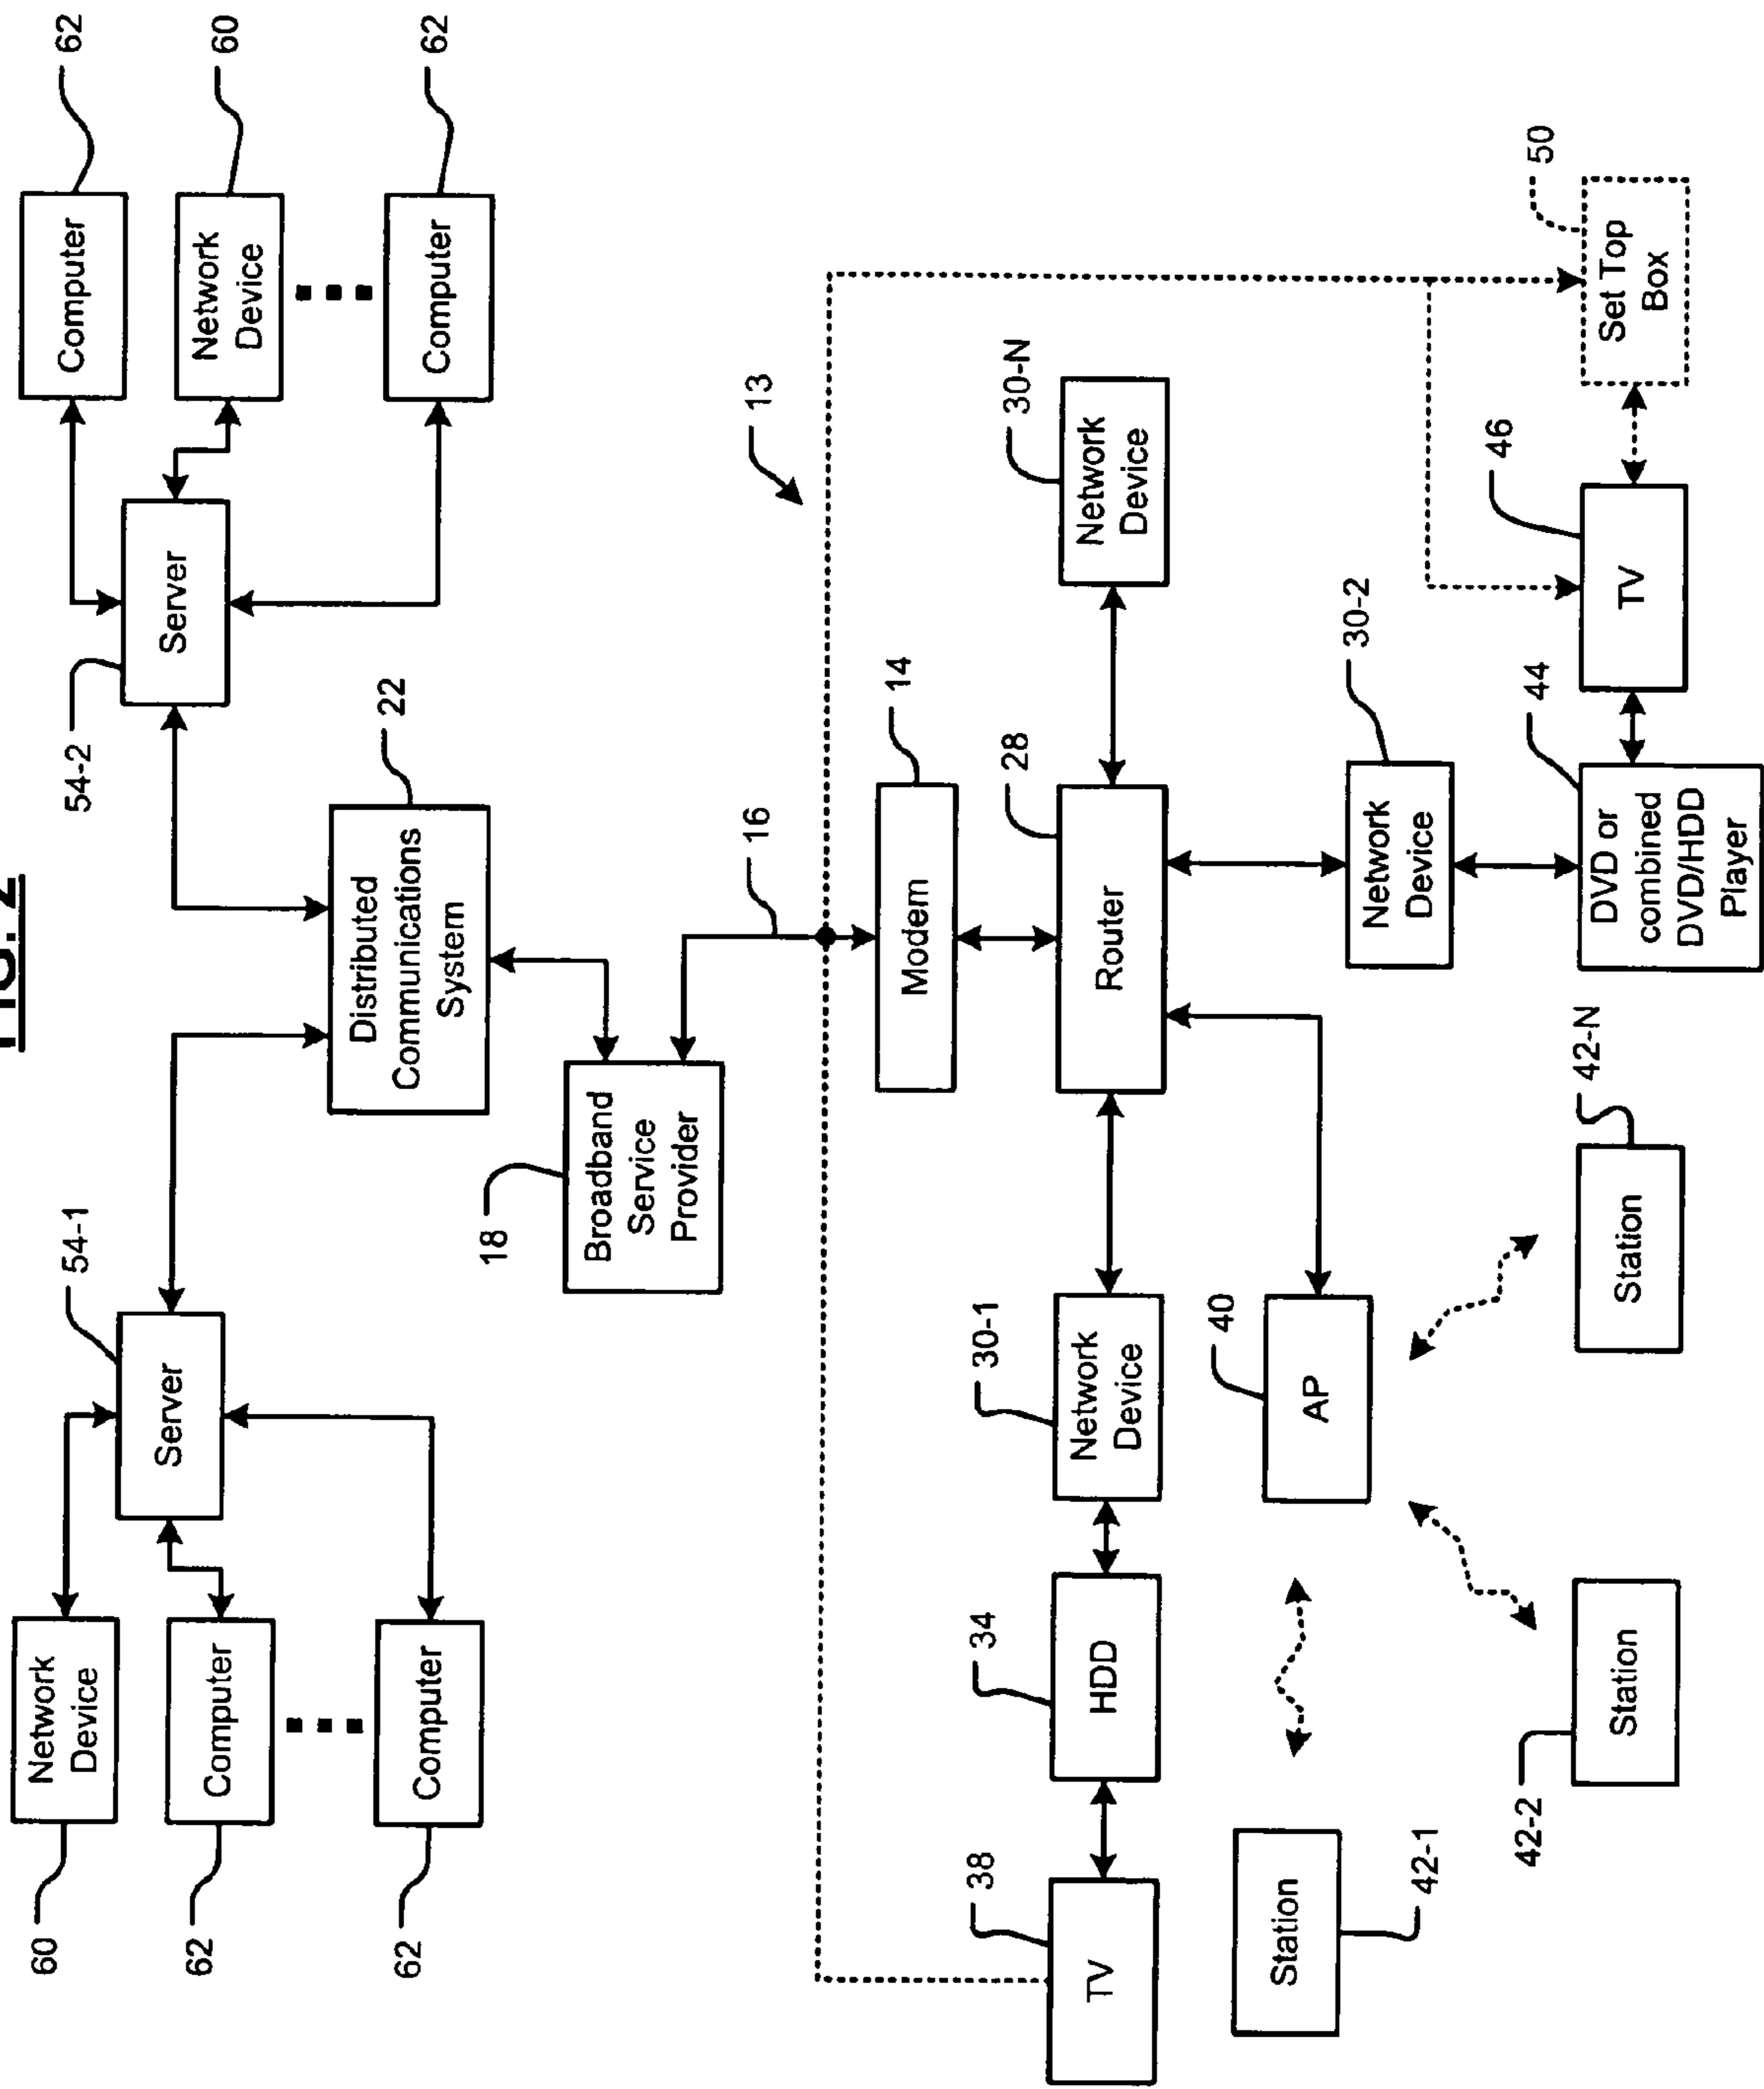 FIG. 2
60
Network
Device
62
Computer
62
Computer
Server
54-1
54-2
Server
Computer
62
Network
Device
60
Computer
62
Distributed
Communications
System
22
18
Broadband
Service
Provider
16
13
Modem
14
38
TV
34
HDD
30-1
Network
Device
Router
28
Network
Device
30-N
Station
42-1
40
AP
Network
Device
30-2
42-2
Station
Station
42-N
DVD or
combined
DVD/HDD
Player
44
TV
46
Set Top
Box
50